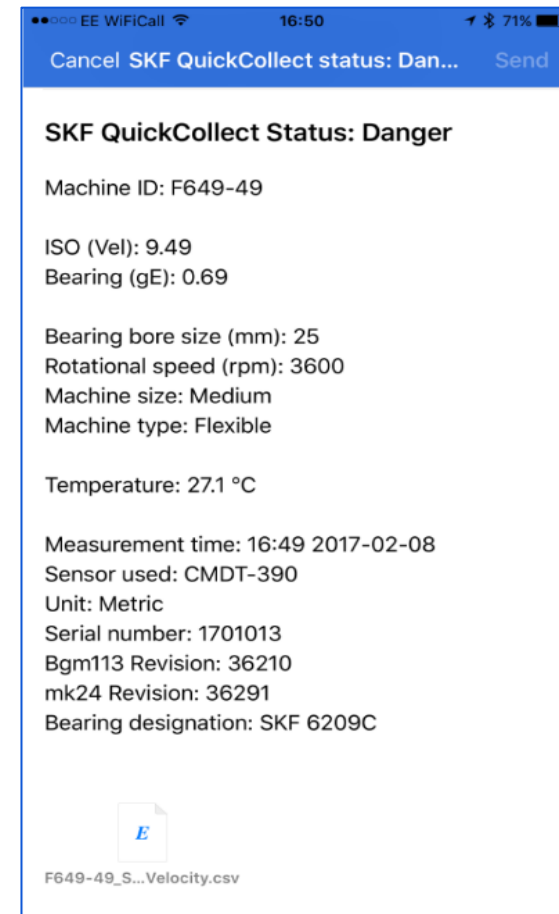 EE WiFiCall 16:50 71%
Cancel SKF QuickCollect status: Dan... Send
SKF QuickCollect Status: Danger
Machine ID: F649-49
ISO (Vel): 9.49
Bearing (gE): 0.69
Bearing bore size (mm): 25
Rotational speed (rpm): 3600
Machine size: Medium
Machine type: Flexible
Temperature: 27.1 °C
Measurement time: 16:49 2017-02-08
Sensor used: CMDT-390
Unit: Metric
Serial number: 1701013
Bgm113 Revision: 36210
mk24 Revision: 36291
Bearing designation: SKF 6209C
E
F649-49_S...Velocity.csv